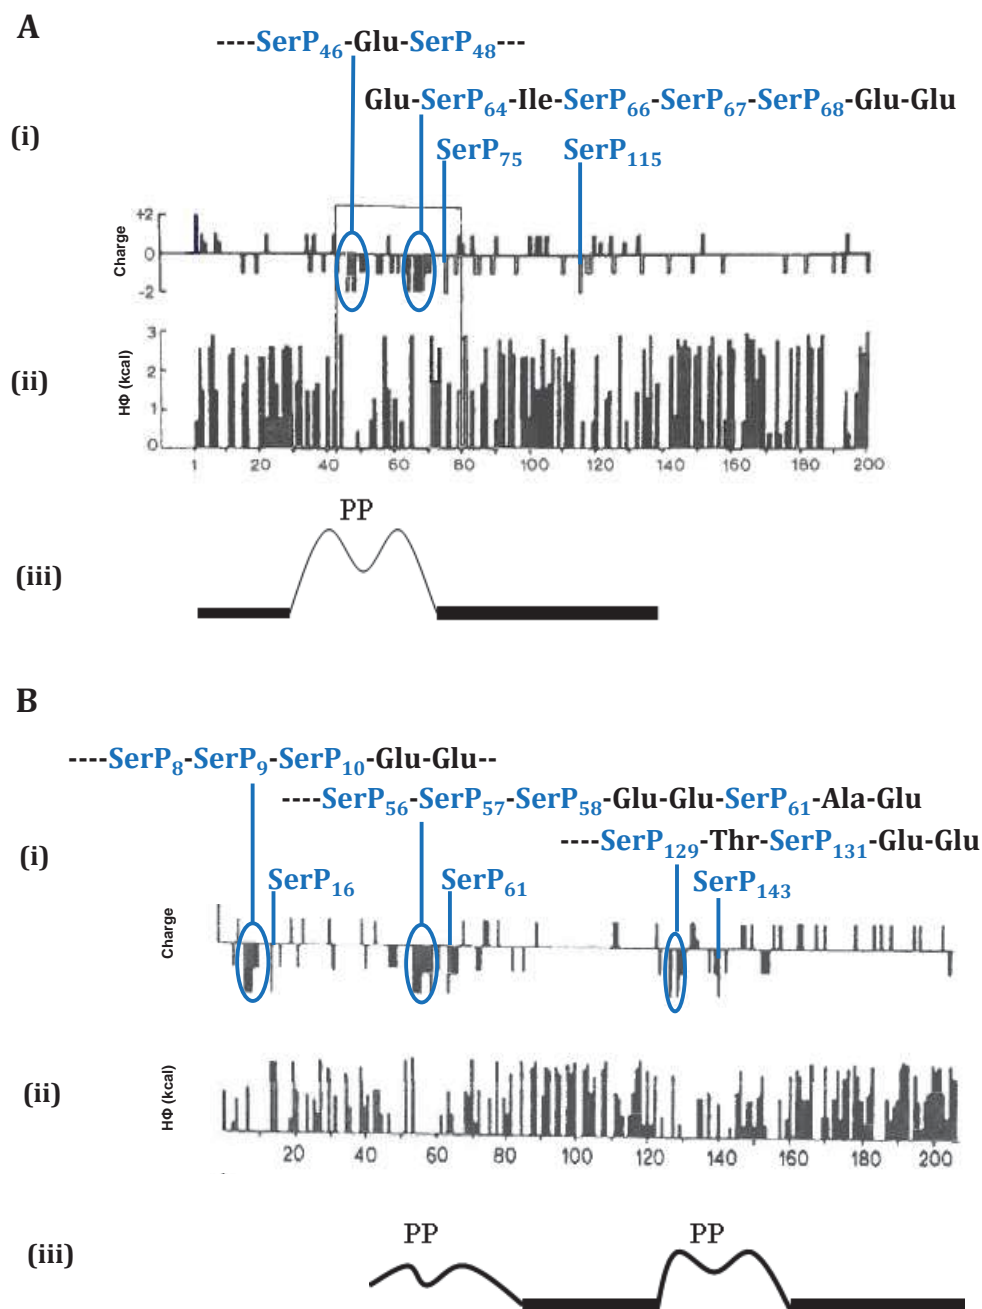 A
----SerP46-Glu-SerP48---
Glu-SerP64-Ile-SerP66-SerP67-SerP68-Glu-Glu
(i)
SerP75 SerP115
Charge
+2
0
-2
(ii)
HΦ (kcal)
3
2
1
0
1 20 40 60 80 100 120 140 160 180 200
PP
(iii)
B
----SerP8-SerP9-SerP10-Glu-Glu--
----SerP56-SerP57-SerP58-Glu-Glu-SerP61-Ala-Glu
----SerP129-Thr-SerP131-Glu-Glu
(i)
SerP16 SerP61 SerP143
Charge
(ii)
HΦ (kcal)
20 40 60 80 100 120 140 160 180 200
PP PP
(iii)